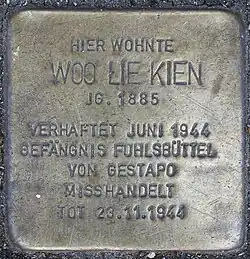 HIER WOHNTE
WOO LIE KIEN
JG. 1885
VERHAFTET JUNI 1944
GEFÄNGNIS FUHLSBÜTTEL
VON GESTAPO
MISSHANDELT
TOT 23.11.1944